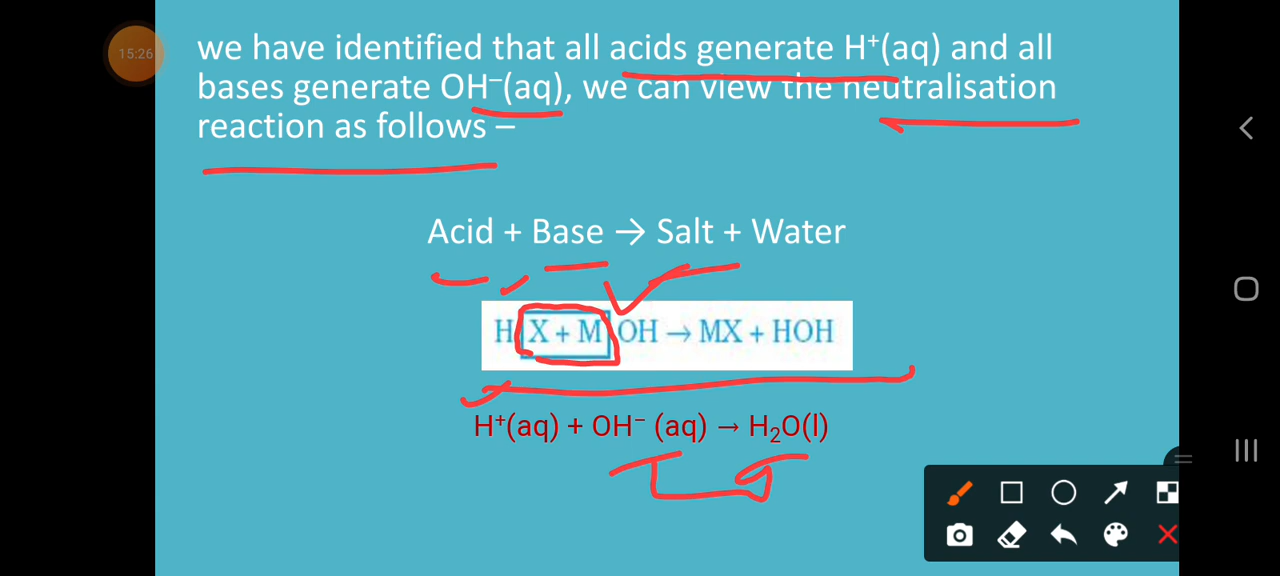 15:26
we have identified that all acids generate H⁺(aq) and all
bases generate OH⁻(aq), we can view the neutralisation
reaction as follows –
Acid + Base → Salt + Water
H X + M OH → MX + HOH
H⁺(aq) + OH⁻ (aq) → H₂O(l)